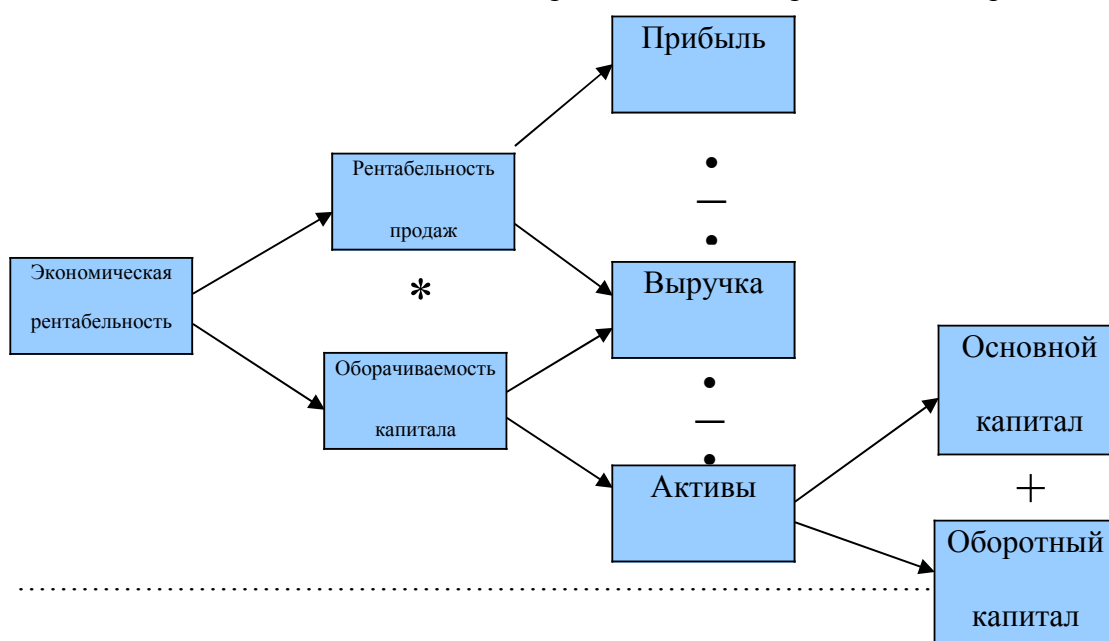 Прибыль
Рентабельность
продаж
*
Экономическая
рентабельность
Выручка
Оборачиваемость
капитала
Основной
капитал
+
Активы
Оборотный
капитал